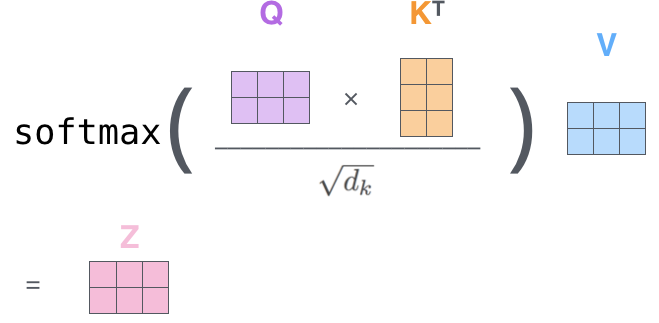 Q Kᵀ
V
softmax( × )
√dₖ
Z
=